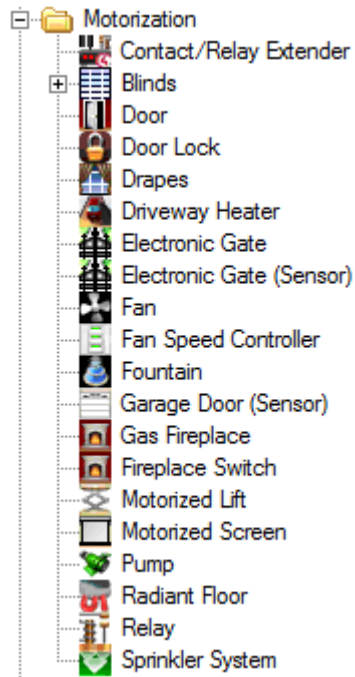 Motorization
Contact/Relay Extender
Blinds
Door
Door Lock
Drapes
Driveway Heater
Electronic Gate
Electronic Gate (Sensor)
Fan
Fan Speed Controller
Fountain
Garage Door (Sensor)
Gas Fireplace
Fireplace Switch
Motorized Lift
Motorized Screen
Pump
Radiant Floor
Relay
Sprinkler System